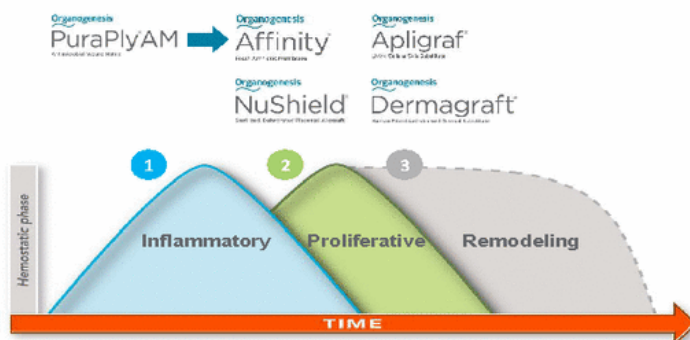 Organogenesis
PuraPly AM
Organogenesis
Affinity
Organogenesis
Apligraf
Organogenesis
NuShield
Organogenesis
Dermagraft
1
2
3
Hemostatic phase
Inflammatory
Proliferative
Remodeling
TIME